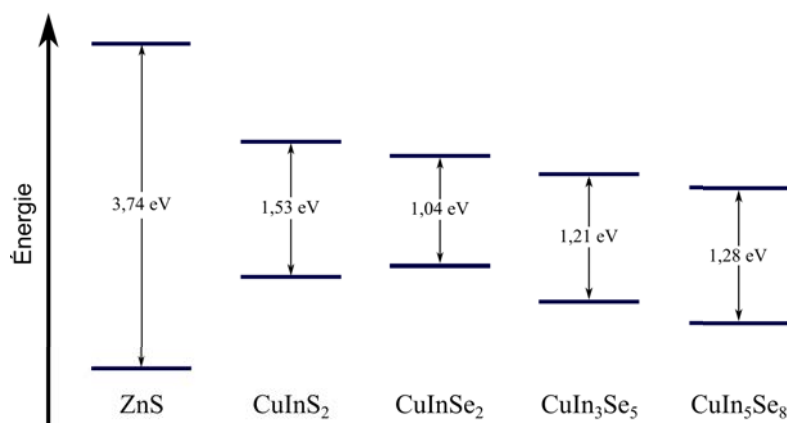 Énergie
3,74 eV
1,53 eV
1,04 eV
1,21 eV
1,28 eV
ZnS
CuInS₂
CuInSe₂
CuIn₃Se₅
CuIn₅Se₈